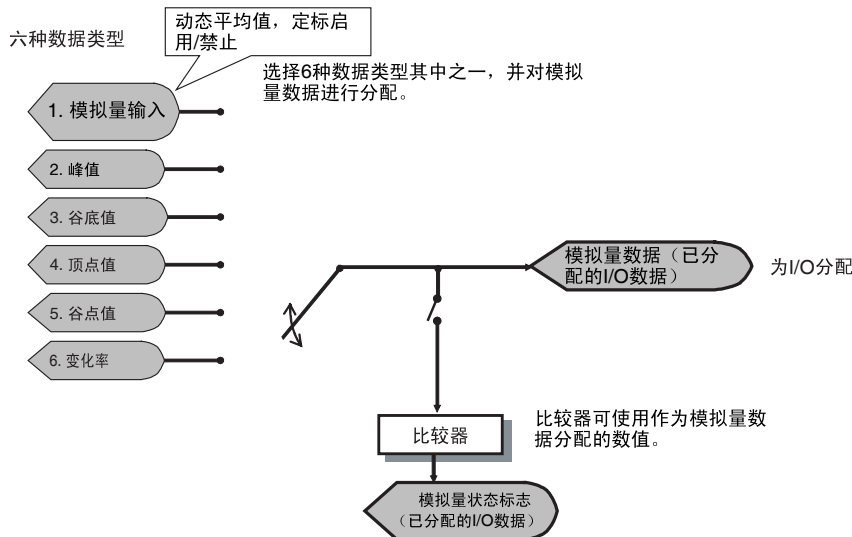 六种数据类型
动态平均值，定标启
用/禁止
选择6种数据类型其中之一，并对模拟
量数据进行分配。
1. 模拟量输入
2. 峰值
3. 谷底值
4. 顶点值
5. 谷点值
6. 变化率
模拟量数据（已分
配的I/O数据）
为I/O分配
比较器
比较器可使用作为模拟量数
据分配的数值。
模拟量状态标志
（已分配的I/O数据）